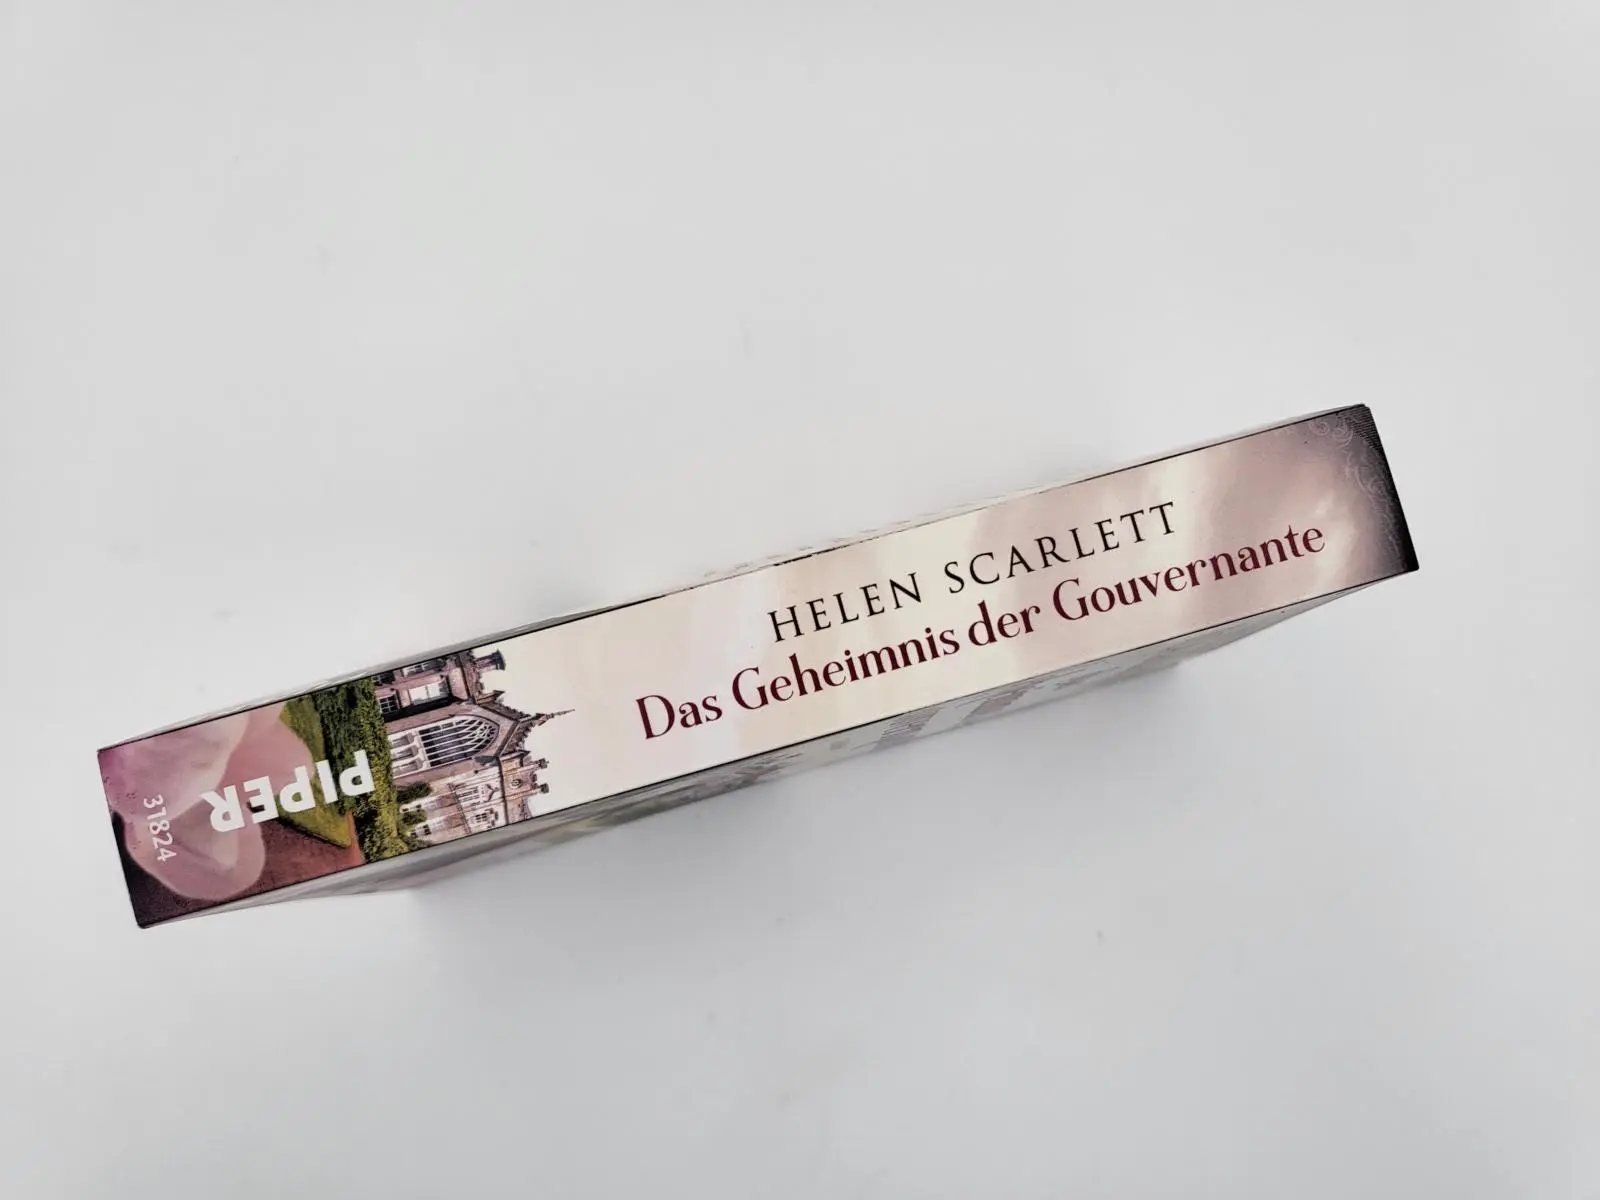 HELEN SCARLETT
Das Geheimnis der Gouvernante
PIPER
31824